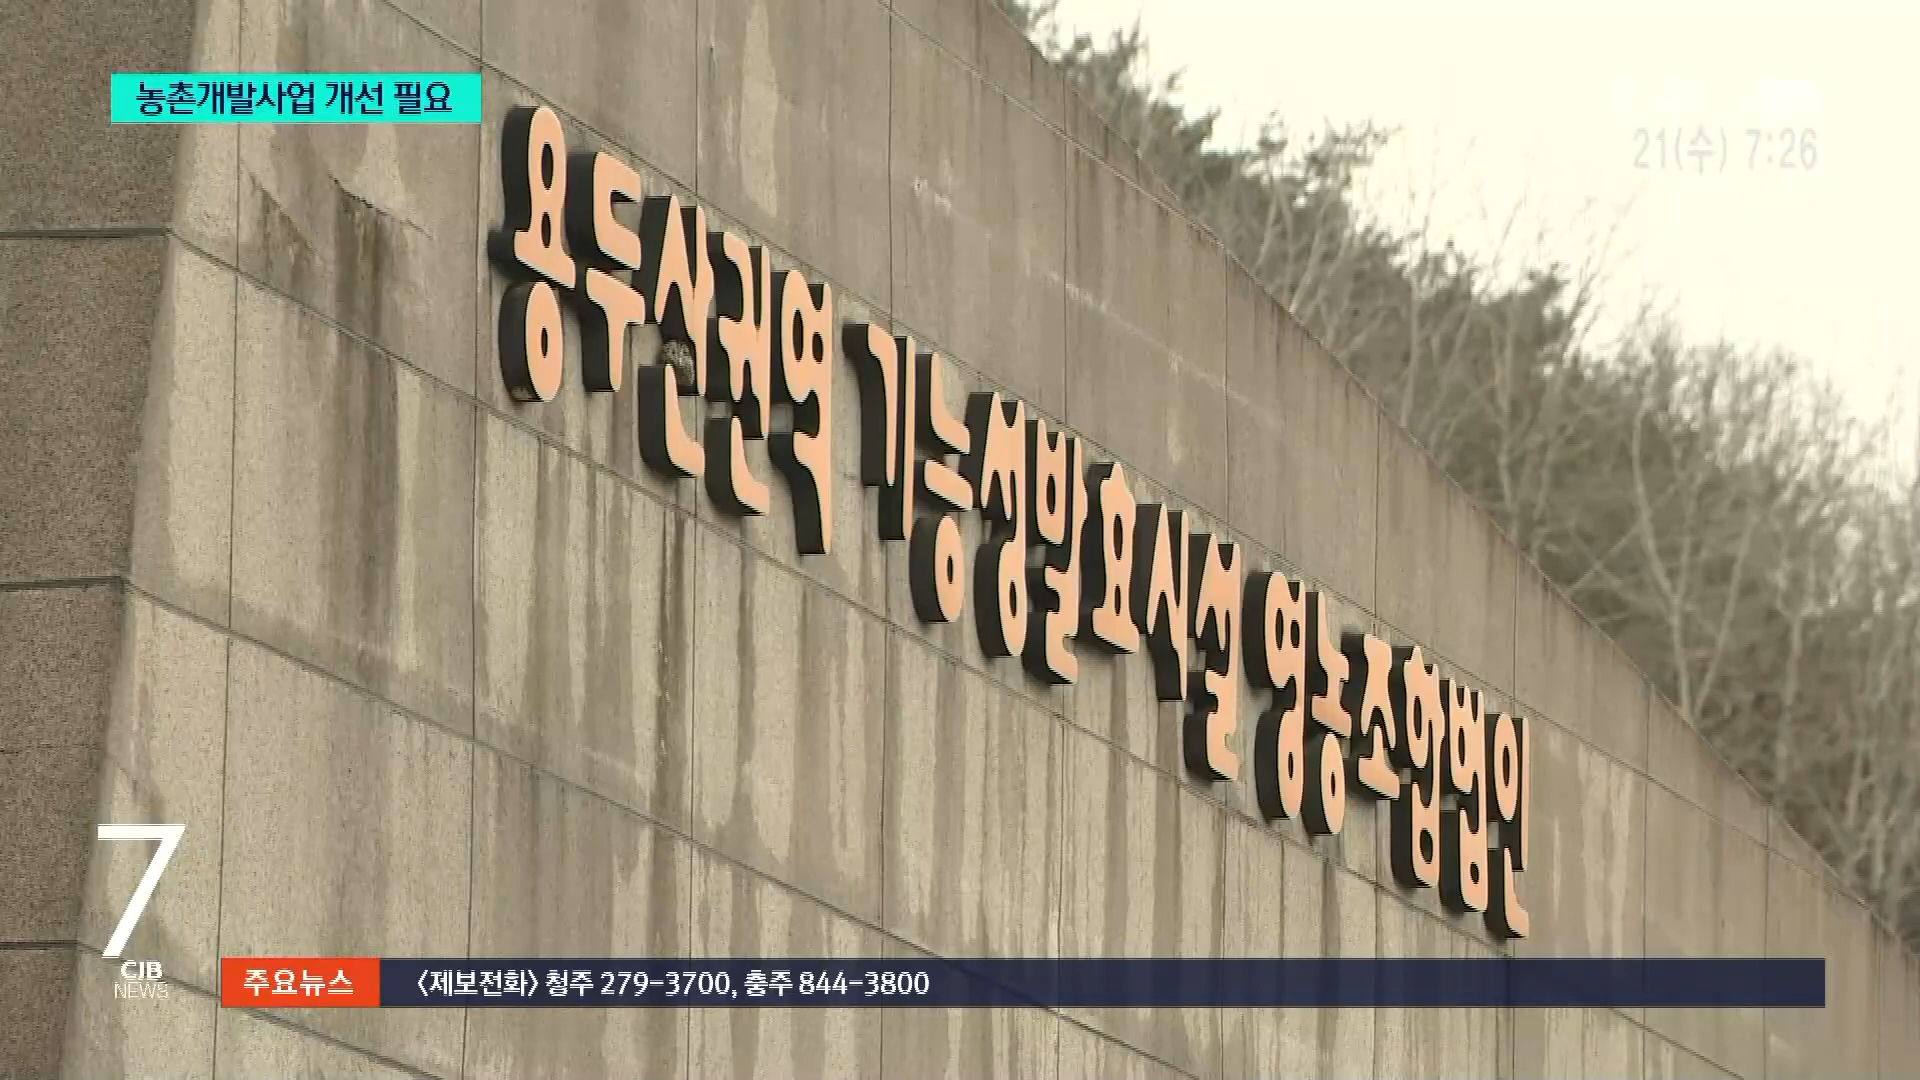 농촌개발사업 개선 필요
21(수) 7:26
용두산권역 기능성발효시설 영농조합법인
7
CJB
NEWS
주요뉴스 〈제보전화〉 청주 279-3700, 충주 844-3800